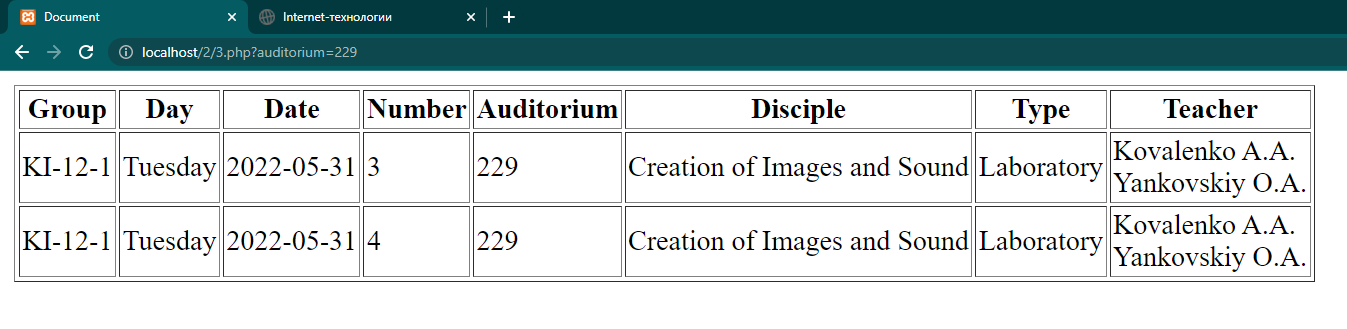 Document
Internet-технологии
localhost/2/3.php?auditorium=229
Group Day Date Number Auditorium Disciple Type Teacher
KI-12-1 Tuesday 2022-05-31 3 229 Creation of Images and Sound Laboratory Kovalenko A.A.
Yankovskiy O.A.
KI-12-1 Tuesday 2022-05-31 4 229 Creation of Images and Sound Laboratory Kovalenko A.A.
Yankovskiy O.A.